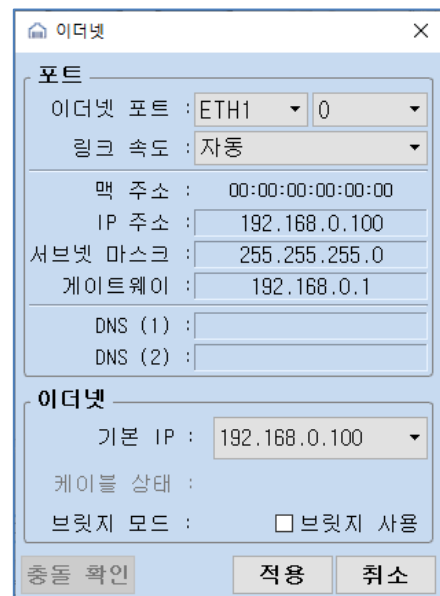 이더넷
포트
이더넷 포트 : ETH1 0
링크 속도 : 자동
맥 주소 : 00:00:00:00:00:00
IP 주소 : 192.168.0.100
서브넷 마스크 : 255.255.255.0
게이트웨이 : 192.168.0.1
DNS (1) :
DNS (2) :
이더넷
기본 IP : 192.168.0.100
케이블 상태 :
브릿지 모드 : 브릿지 사용
충돌 확인 적용 취소